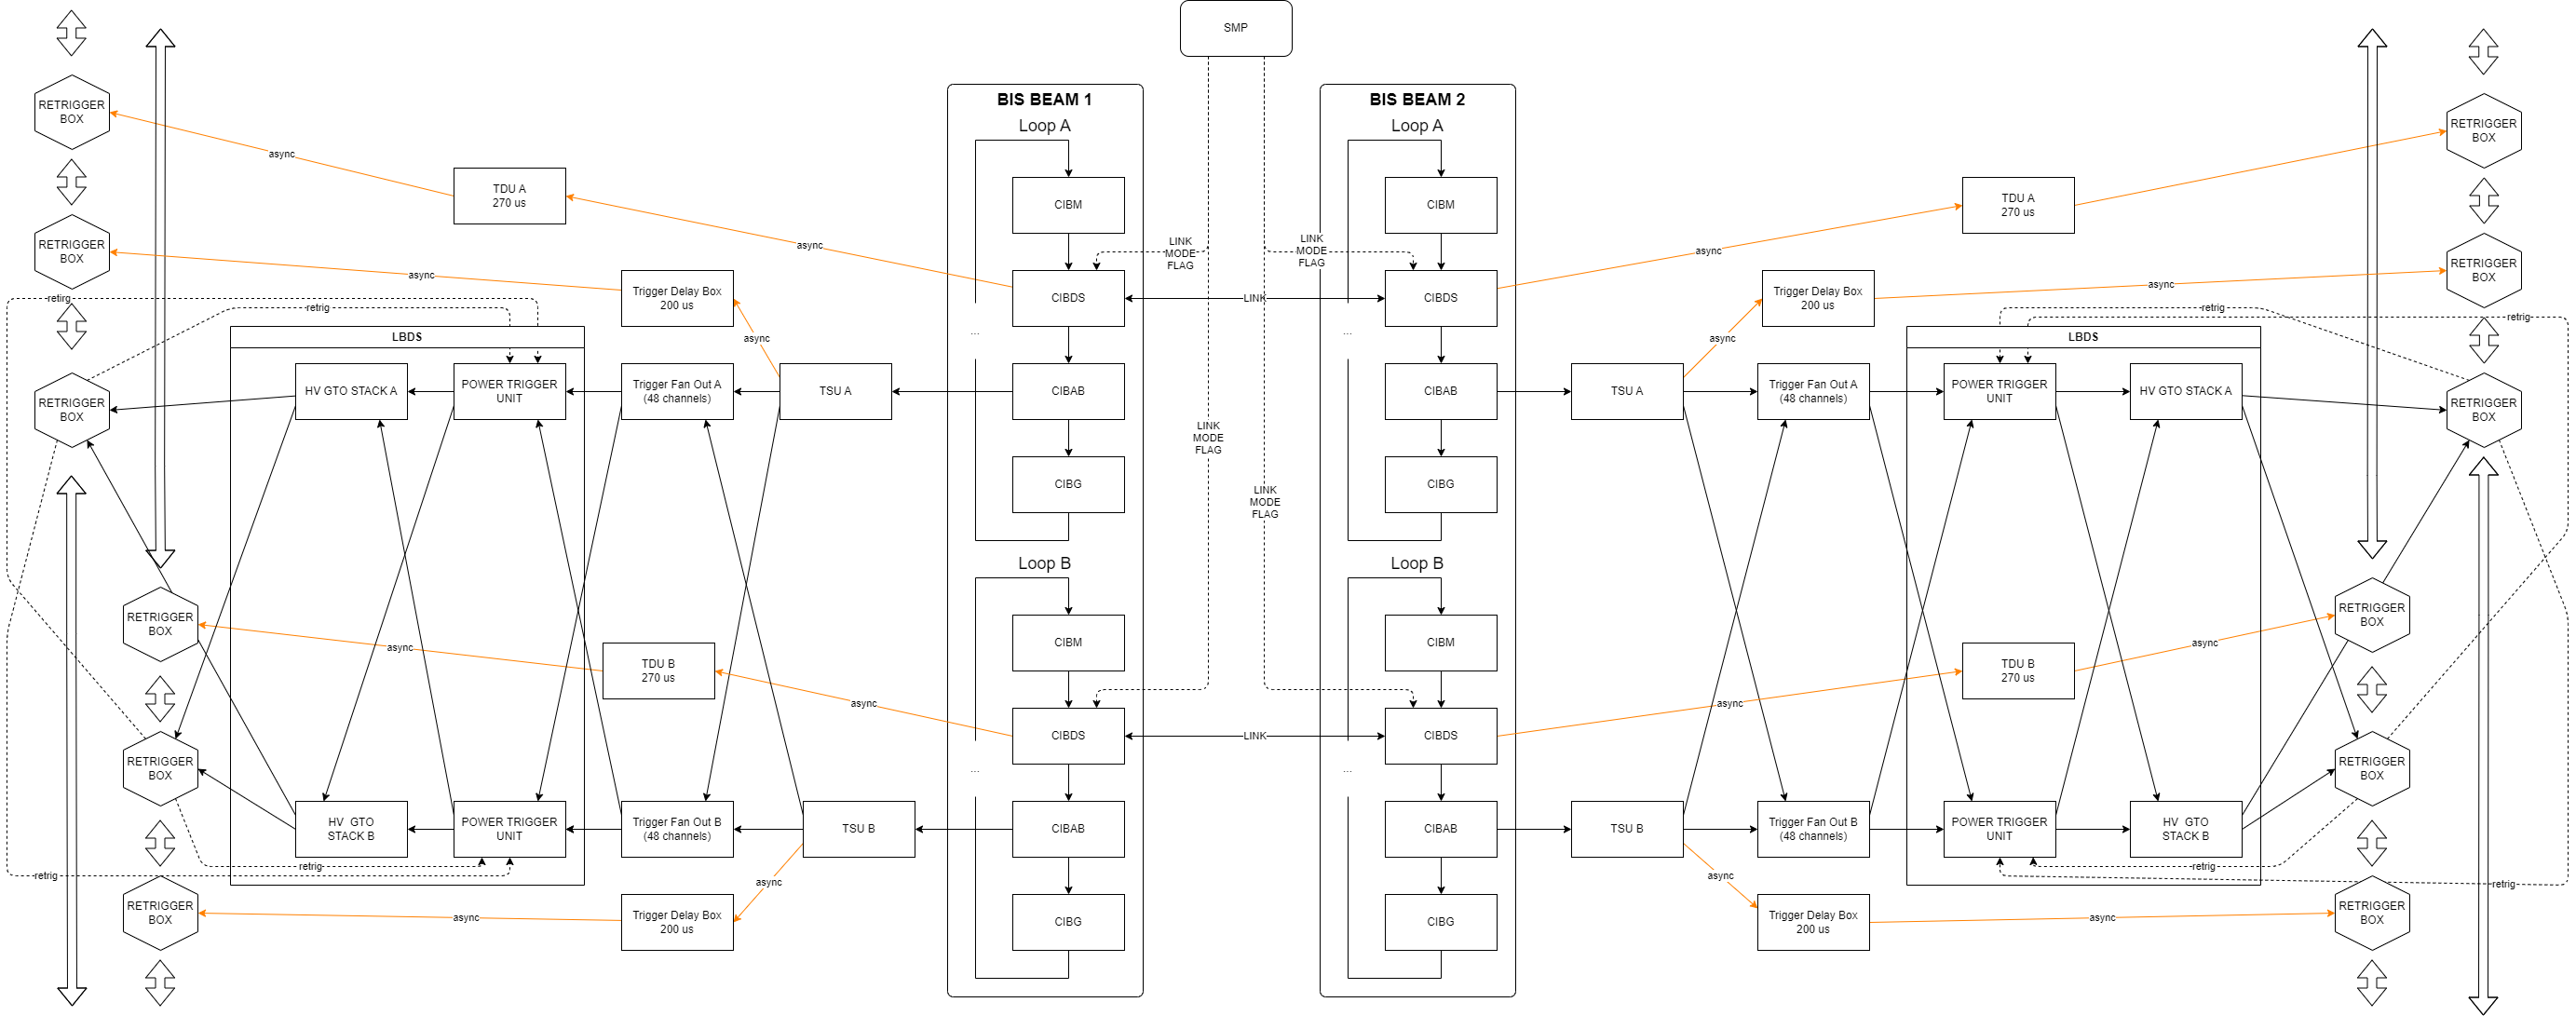 SMP
BIS BEAM 1
BIS BEAM 2
Loop A
Loop A
RETRIGGER
BOX
RETRIGGER
BOX
async
TDU A
270 us
CIBM
CIBM
TDU A
270 us
RETRIGGER
BOX
async
async
LINK
MODE
FLAG
LINK
MODE
FLAG
async
RETRIGGER
BOX
async
Trigger Delay Box
200 us
CIBDS
LINK
CIBDS
Trigger Delay Box
200 us
async
retirg
retrig
retrig
retrig
async
...
...
async
LBDS
LBDS
RETRIGGER
BOX
HV GTO STACK A
POWER TRIGGER
UNIT
Trigger Fan Out A
(48 channels)
TSU A
CIBAB
CIBAB
TSU A
Trigger Fan Out A
(48 channels)
POWER TRIGGER
UNIT
HV GTO STACK A
RETRIGGER
BOX
LINK
MODE
FLAG
CIBG
CIBG
LINK
MODE
FLAG
Loop B
Loop B
RETRIGGER
BOX
RETRIGGER
BOX
async
TDU B
270 us
CIBM
CIBM
TDU B
270 us
async
async
async
RETRIGGER
BOX
CIBDS
LINK
CIBDS
RETRIGGER
BOX
...
...
HV GTO
STACK B
POWER TRIGGER
UNIT
Trigger Fan Out B
(48 channels)
TSU B
CIBAB
CIBAB
TSU B
Trigger Fan Out B
(48 channels)
POWER TRIGGER
UNIT
HV GTO
STACK B
retrig
retrig
retrig
retrig
async
async
RETRIGGER
BOX
async
Trigger Delay Box
200 us
CIBG
CIBG
Trigger Delay Box
200 us
async
RETRIGGER
BOX